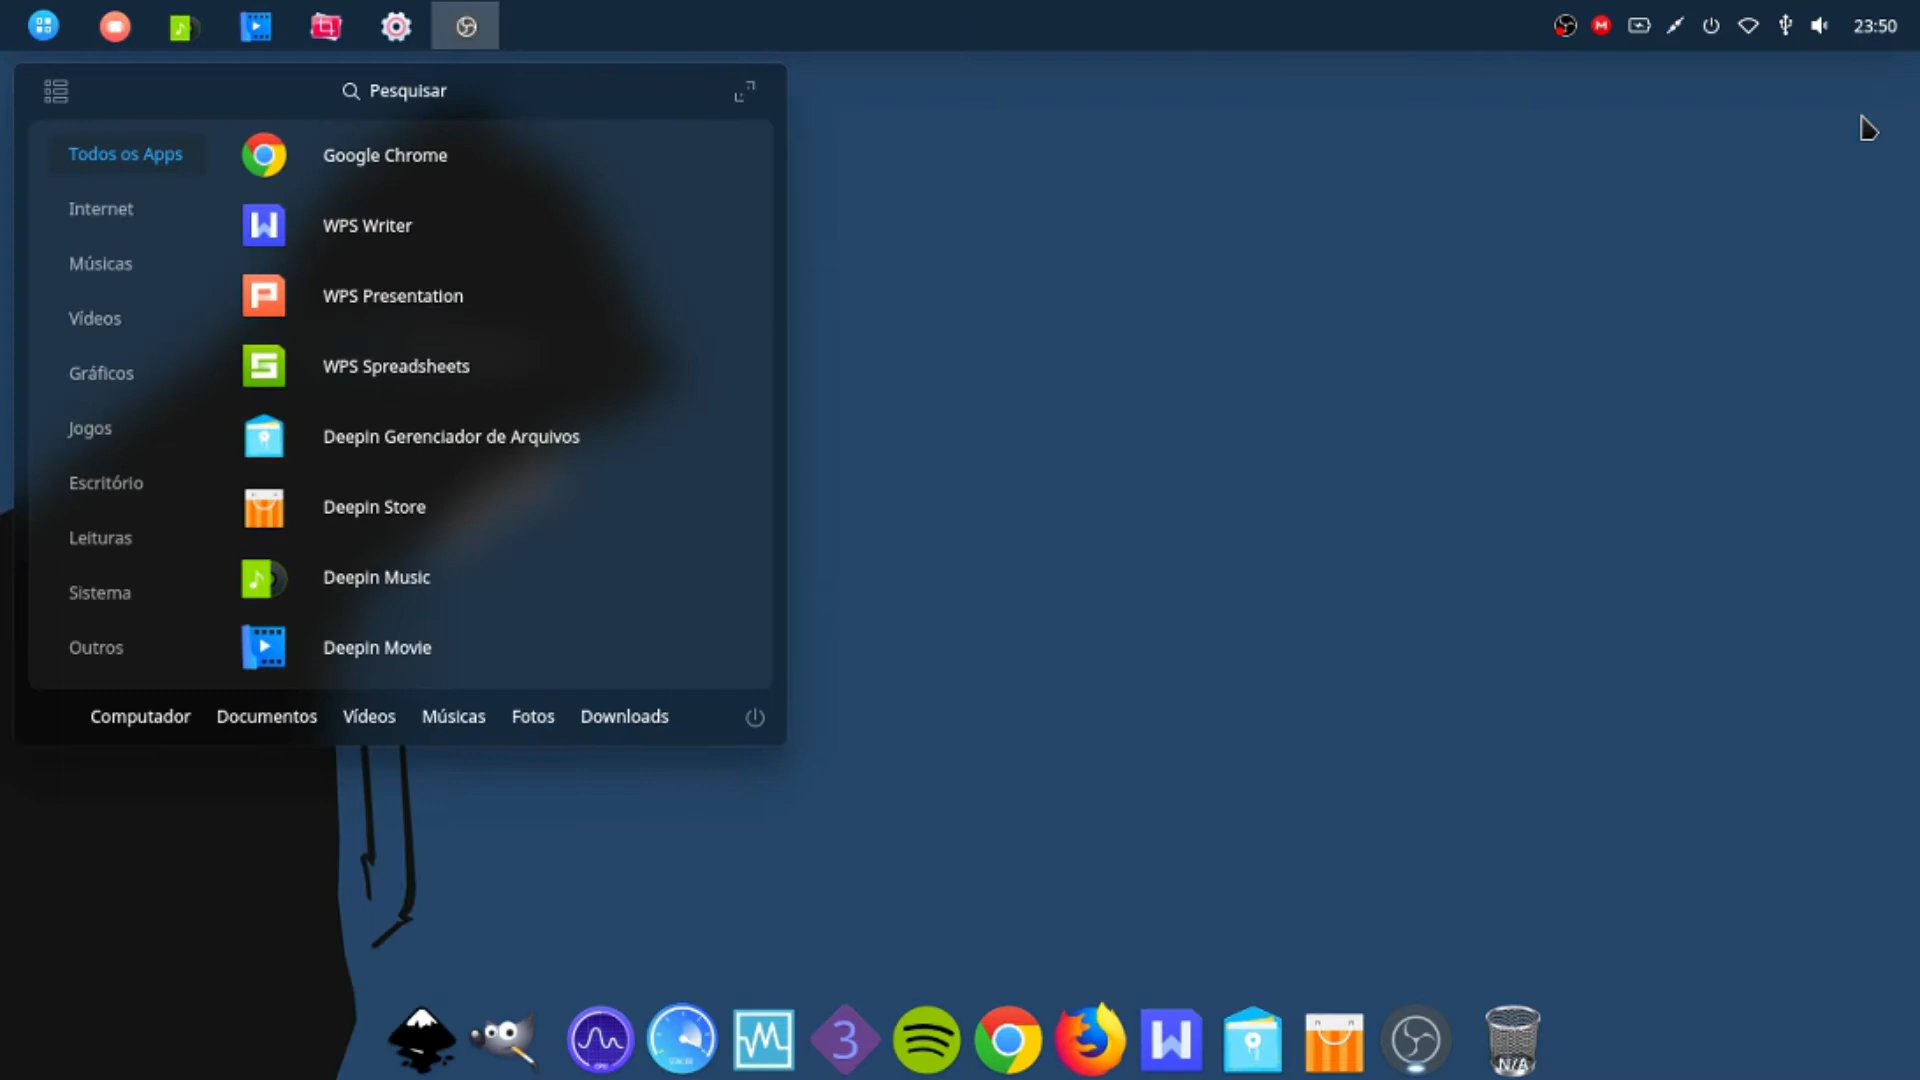 23:50
Pesquisar
Todos os Apps
Internet
Músicas
Vídeos
Gráficos
Jogos
Escritório
Leituras
Sistema
Outros
Google Chrome
WPS Writer
WPS Presentation
WPS Spreadsheets
Deepin Gerenciador de Arquivos
Deepin Store
Deepin Music
Deepin Movie
Computador Documentos Vídeos Músicas Fotos Downloads
3
N/A